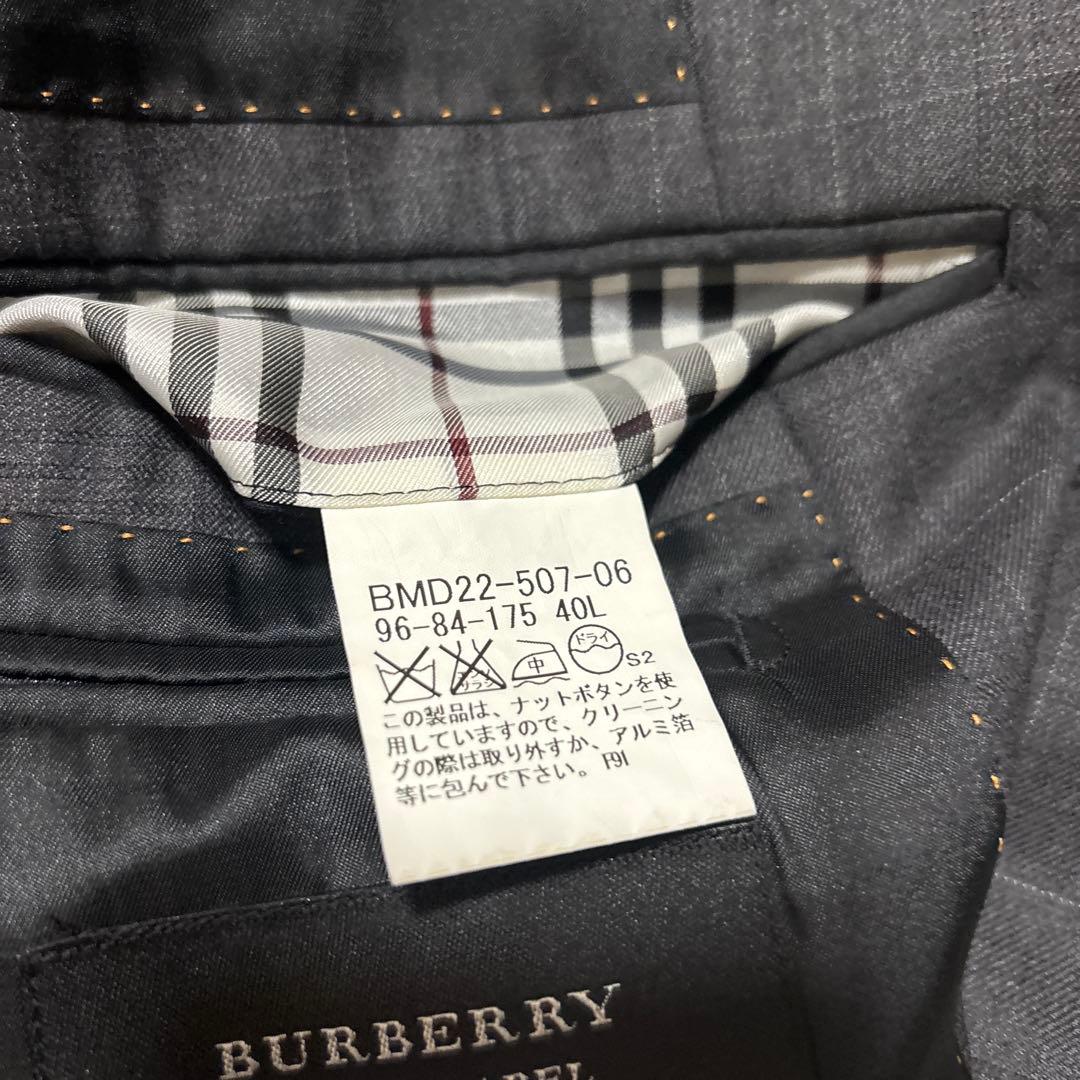 BMD22-507-06
96-84-175 40L
中 ドライ S2
この製品は、ナットボタンを使
用していますので、クリーニン
グの際は取り外すか、アルミ箔
等に包んで下さい。 F91
BURBERRY